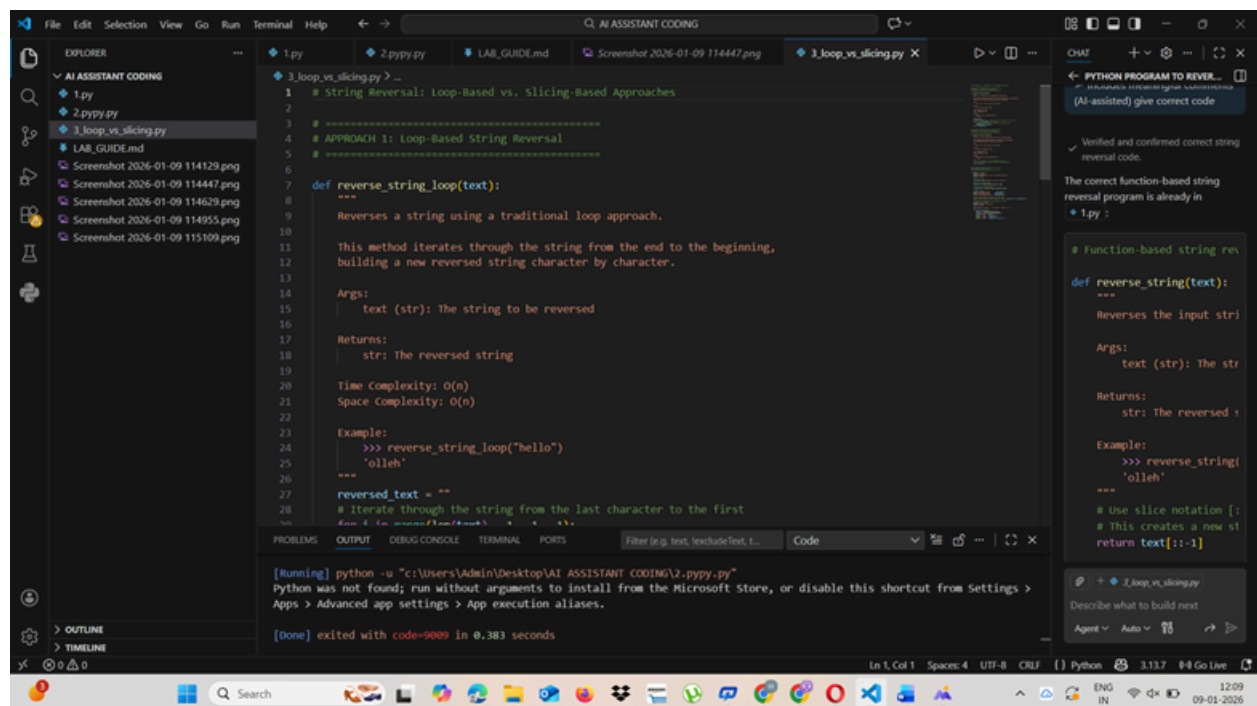 File Edit Selection View Go Run Terminal Help
AI ASSISTANT CODING
EXPLORER
AI ASSISTANT CODING
1.py
2.pypy.py
3_loop_vs_slicing.py
LAB_GUIDE.md
Screenshot 2026-01-09 114129.png
Screenshot 2026-01-09 114447.png
Screenshot 2026-01-09 114629.png
Screenshot 2026-01-09 114955.png
Screenshot 2026-01-09 115109.png
OUTLINE
TIMELINE
1.py 2.pypy.py LAB_GUIDE.md Screenshot 2026-01-09 114447.png 3_loop_vs_slicing.py
3_loop_vs_slicing.py > ...
1 # String Reversal: Loop-Based vs. Slicing-Based Approaches
2
3 # ============================================
4 # APPROACH 1: Loop-Based String Reversal
5 # ============================================
6
7 def reverse_string_loop(text):
8 """
9 Reverses a string using a traditional loop approach.
10
11 This method iterates through the string from the end to the beginning,
12 building a new reversed string character by character.
13
14 Args:
15 text (str): The string to be reversed
16
17 Returns:
18 str: The reversed string
19
20 Time Complexity: O(n)
21 Space Complexity: O(n)
22
23 Example:
24 >>> reverse_string_loop("hello")
25 'olleh'
26 """
27 reversed_text = ""
28 # Iterate through the string from the last character to the first
PROBLEMS OUTPUT DEBUG CONSOLE TERMINAL PORTS
Filter (e.g. text, !excludeText, t... Code
[Running] python -u "c:\Users\Admin\Desktop\AI ASSISTANT CODING\2.pypy.py"
Python was not found; run without arguments to install from the Microsoft Store, or disable this shortcut from Settings >
Apps > Advanced app settings > App execution aliases.
[Done] exited with code=9009 in 0.383 seconds
CHAT
PYTHON PROGRAM TO REVER...
(AI-assisted) give correct code
Verified and confirmed correct string
reversal code.
The correct function-based string
reversal program is already in
1.py :
# Function-based string rev
def reverse_string(text):
"""
Reverses the input stri
Args:
text (str): The str
Returns:
str: The reversed s
Example:
>>> reverse_string(
'olleh'
"""
# Use slice notation [:
# This creates a new st
return text[::-1]
3_loop_vs_slicing.py
Describe what to build next
Agent Auto
0 0 Ln 1, Col 1 Spaces: 4 UTF-8 CRLF {} Python 3.13.7 Go Live
Search
ENG
IN
12:09
09-01-2026